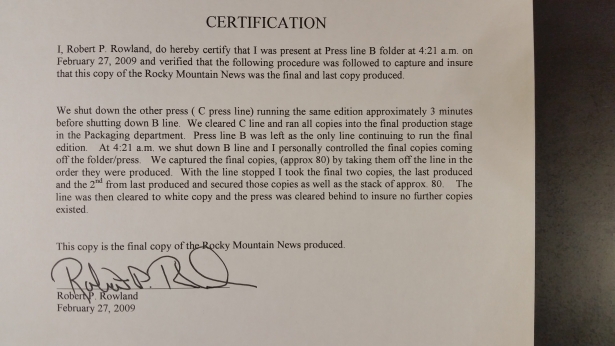 CERTIFICATION
I, Robert P. Rowland, do hereby certify that I was present at Press line B folder at 4:21 a.m. on
February 27, 2009 and verified that the following procedure was followed to capture and insure
that this copy of the Rocky Mountain News was the final and last copy produced.
We shut down the other press ( C press line) running the same edition approximately 3 minutes
before shutting down B line. We cleared C line and ran all copies into the final production stage
in the Packaging department. Press line B was left as the only line continuing to run the final
edition. At 4:21 a.m. we shut down B line and I personally controlled the final copies coming
off the folder/press. We captured the final copies, (approx 80) by taking them off the line in the
order they were produced. With the line stopped I took the final two copies, the last produced
and the 2nd from last produced and secured those copies as well as the stack of approx. 80. The
line was then cleared to white copy and the press was cleared behind to insure no further copies
existed.
This copy is the final copy of the Rocky Mountain News produced.
Robert P. Rowland
Robert P. Rowland
February 27, 2009